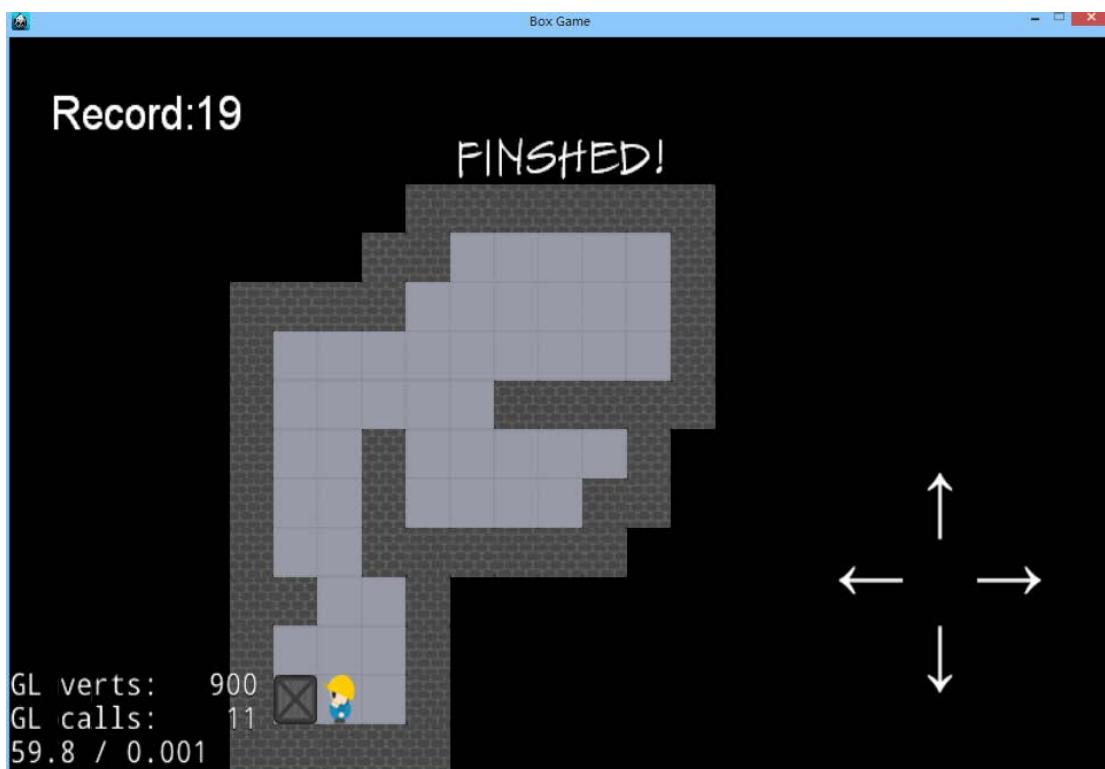 Box Game
Record:19
FINSHED!
GL verts: 900
GL calls: 11
59.8 / 0.001